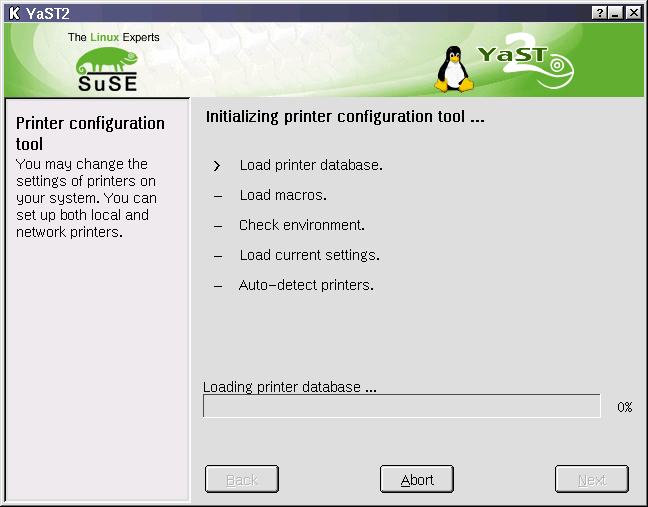 YaST2
The Linux Experts
SuSE
YaST
2
Printer configuration
tool
You may change the
settings of printers on
your system. You can
set up both local and
network printers.
Initializing printer configuration tool ...
> Load printer database.
– Load macros.
– Check environment.
– Load current settings.
– Auto-detect printers.
Loading printer database ...
0%
Back
Abort
Next